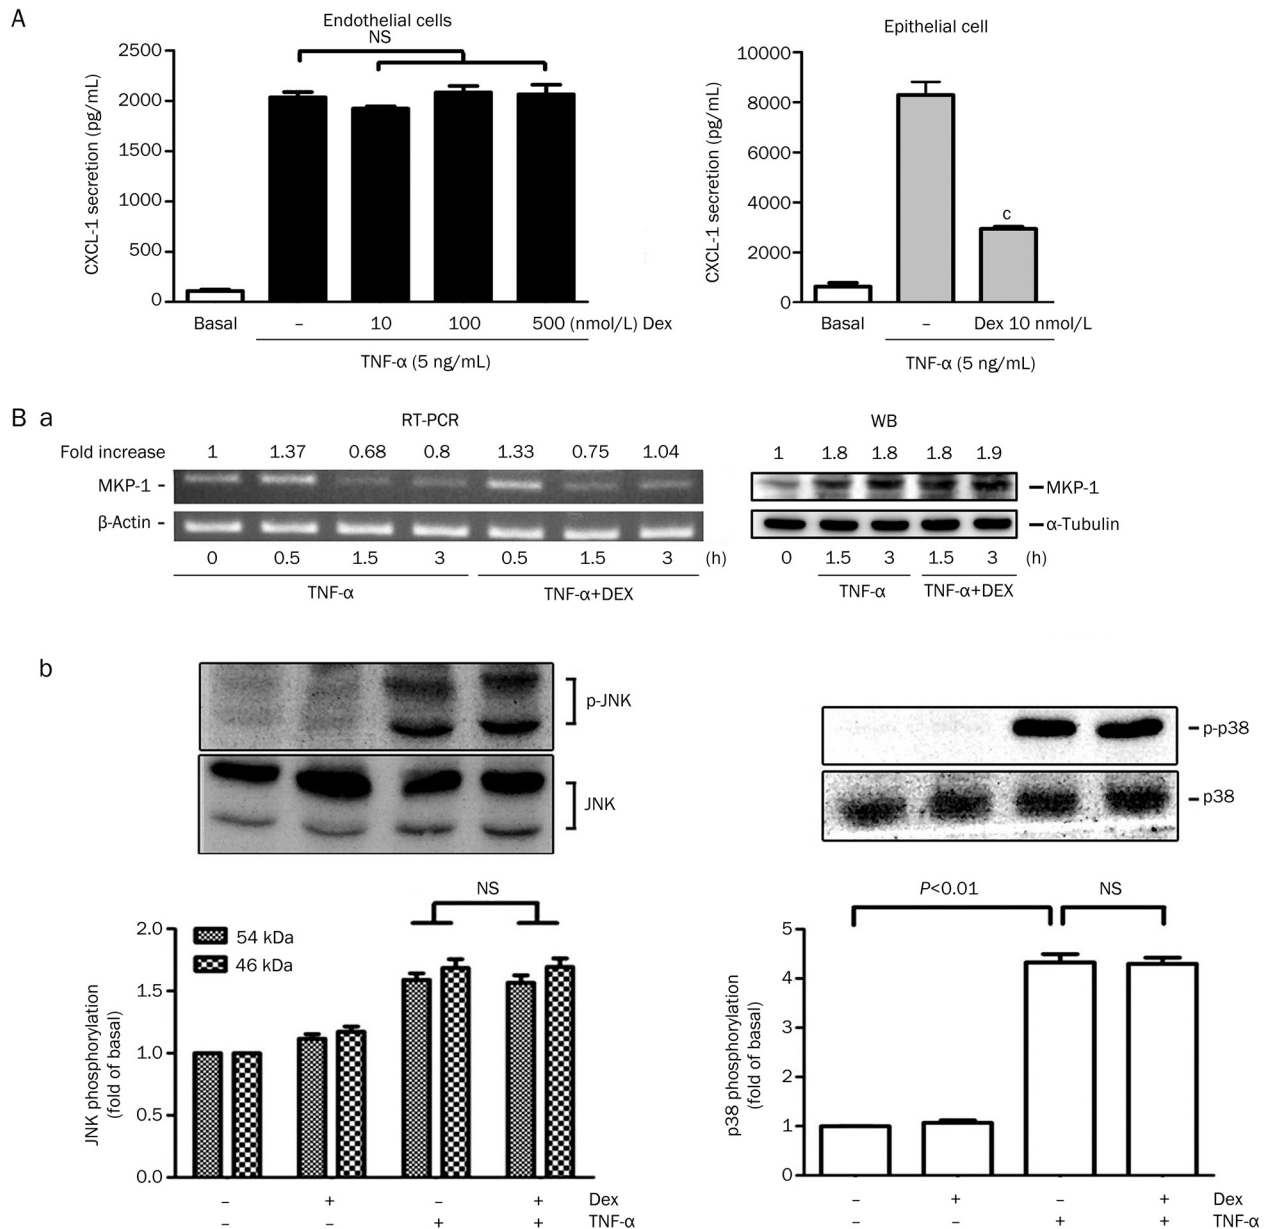 A
Endothelial cells
NS
CXCL-1 secretion (pg/mL)
2500
2000
1500
1000
500
0
Basal – 10 100 500 (nmol/L) Dex
TNF-α (5 ng/mL)
Epithelial cell
CXCL-1 secretion (pg/mL)
10000
8000
6000
4000
2000
0
c
Basal – Dex 10 nmol/L
TNF-α (5 ng/mL)
B a
RT-PCR
Fold increase 1 1.37 0.68 0.8 1.33 0.75 1.04
MKP-1
β-Actin
0 0.5 1.5 3 0.5 1.5 3 (h)
TNF-α TNF-α+DEX
WB
1 1.8 1.8 1.8 1.9
MKP-1
α-Tubulin
0 1.5 3 1.5 3 (h)
TNF-α TNF-α+DEX
b
p-JNK
JNK
NS
54 kDa
46 kDa
JNK phosphorylation
(fold of basal)
2.0
1.5
1.0
0.5
0.0
– + – + Dex
– – + + TNF-α
p-p38
p38
P<0.01 NS
p38 phosphorylation
(fold of basal)
5
4
3
2
1
0
– + – + Dex
– – + + TNF-α